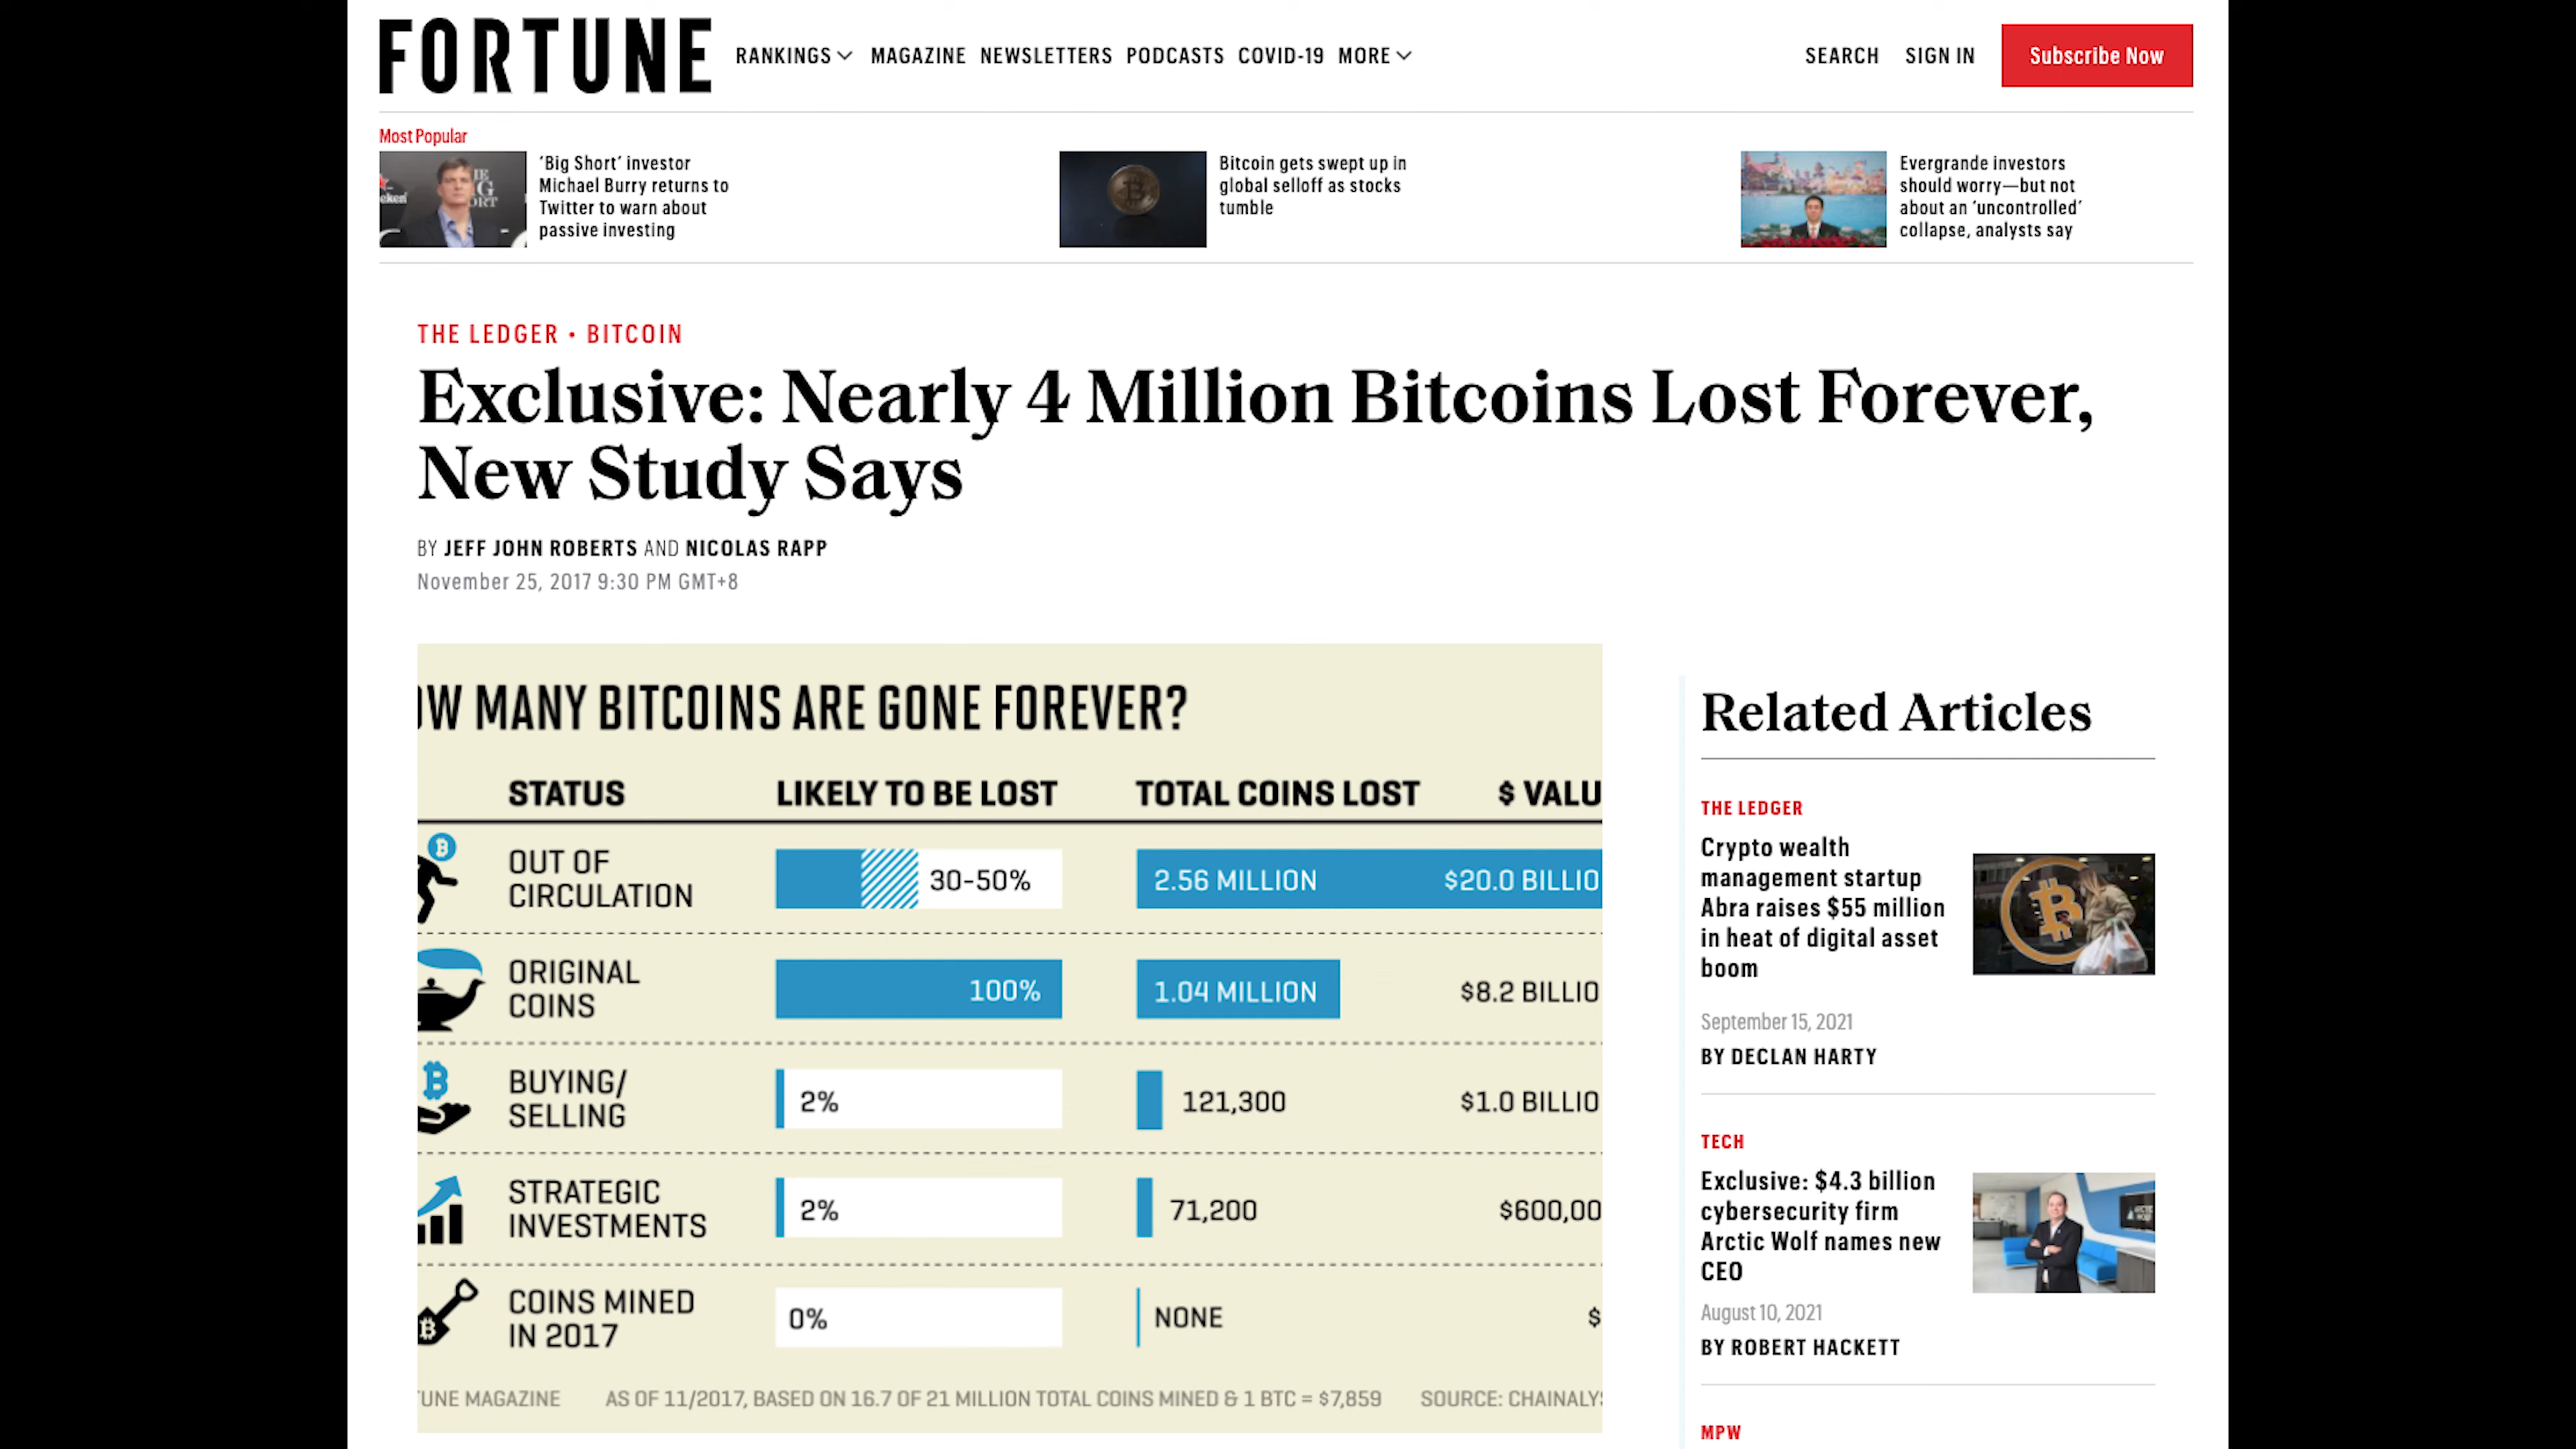 FORTUNE
RANKINGS MAGAZINE NEWSLETTERS PODCASTS COVID-19 MORE
SEARCH SIGN IN Subscribe Now
Most Popular
'Big Short' investor
Michael Burry returns to
Twitter to warn about
passive investing
Bitcoin gets swept up in
global selloff as stocks
tumble
Evergrande investors
should worry—but not
about an 'uncontrolled'
collapse, analysts say
THE LEDGER • BITCOIN
Exclusive: Nearly 4 Million Bitcoins Lost Forever,
New Study Says
BY JEFF JOHN ROBERTS AND NICOLAS RAPP
November 25, 2017 9:30 PM GMT+8
OW MANY BITCOINS ARE GONE FOREVER?
STATUS LIKELY TO BE LOST TOTAL COINS LOST $ VALU
OUT OF
CIRCULATION
30-50% 2.56 MILLION $20.0 BILLIO
ORIGINAL
COINS
100% 1.04 MILLION $8.2 BILLIO
BUYING/
SELLING
2% 121,300 $1.0 BILLIO
STRATEGIC
INVESTMENTS
2% 71,200 $600,00
COINS MINED
IN 2017
0% NONE $
TUNE MAGAZINE AS OF 11/2017, BASED ON 16.7 OF 21 MILLION TOTAL COINS MINED & 1 BTC = $7,859 SOURCE: CHAINALYS
Related Articles
THE LEDGER
Crypto wealth
management startup
Abra raises $55 million
in heat of digital asset
boom
September 15, 2021
BY DECLAN HARTY
TECH
Exclusive: $4.3 billion
cybersecurity firm
Arctic Wolf names new
CEO
August 10, 2021
BY ROBERT HACKETT
MPW